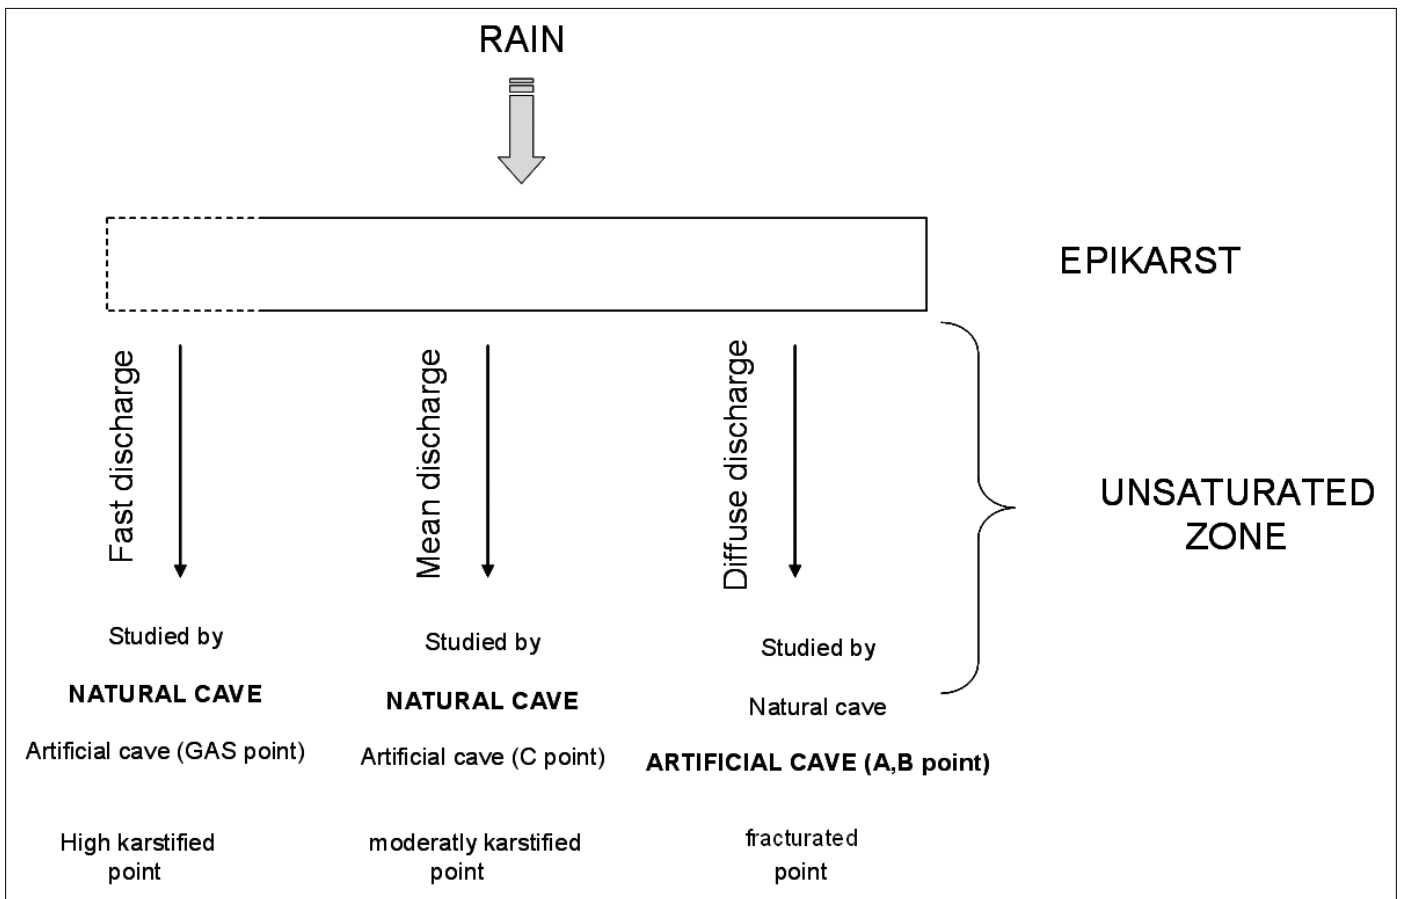 RAIN
EPIKARST
Fast discharge
Mean discharge
Diffuse discharge
UNSATURATED
ZONE
Studied by
NATURAL CAVE
Artificial cave (GAS point)
High karstified
point
Studied by
NATURAL CAVE
Artificial cave (C point)
moderatly karstified
point
Studied by
Natural cave
ARTIFICIAL CAVE (A,B point)
fracturated
point